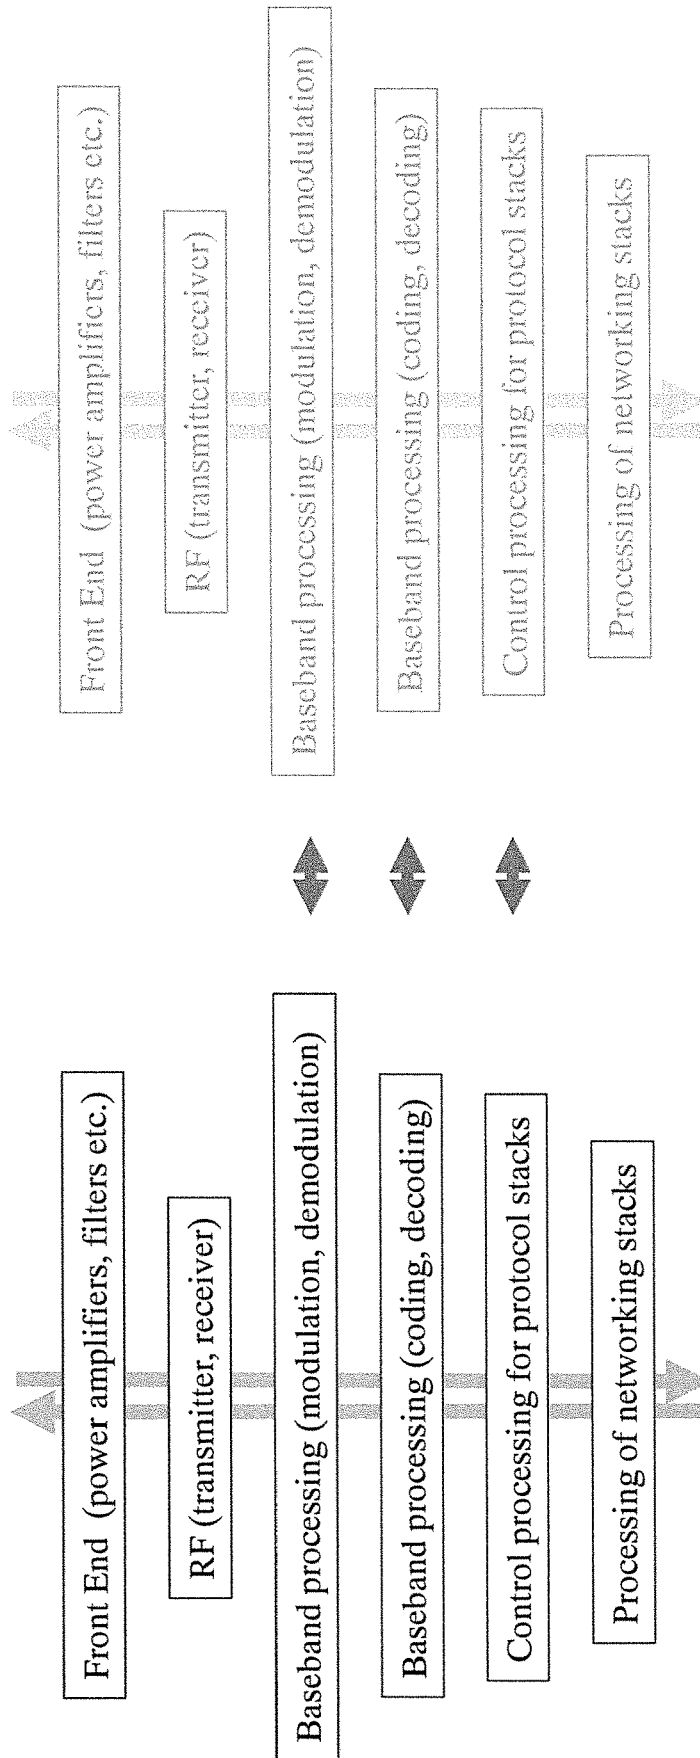 Front End (power amplifiers, filters etc.)
RF (transmitter, receiver)
Baseband processing (modulation, demodulation)
Baseband processing (coding, decoding)
Control processing for protocol stacks
Processing of networking stacks
Front End (power amplifiers, filters etc.)
RF (transmitter, receiver)
Baseband processing (modulation, demodulation)
Baseband processing (coding, decoding)
Control processing for protocol stacks
Processing of networking stacks